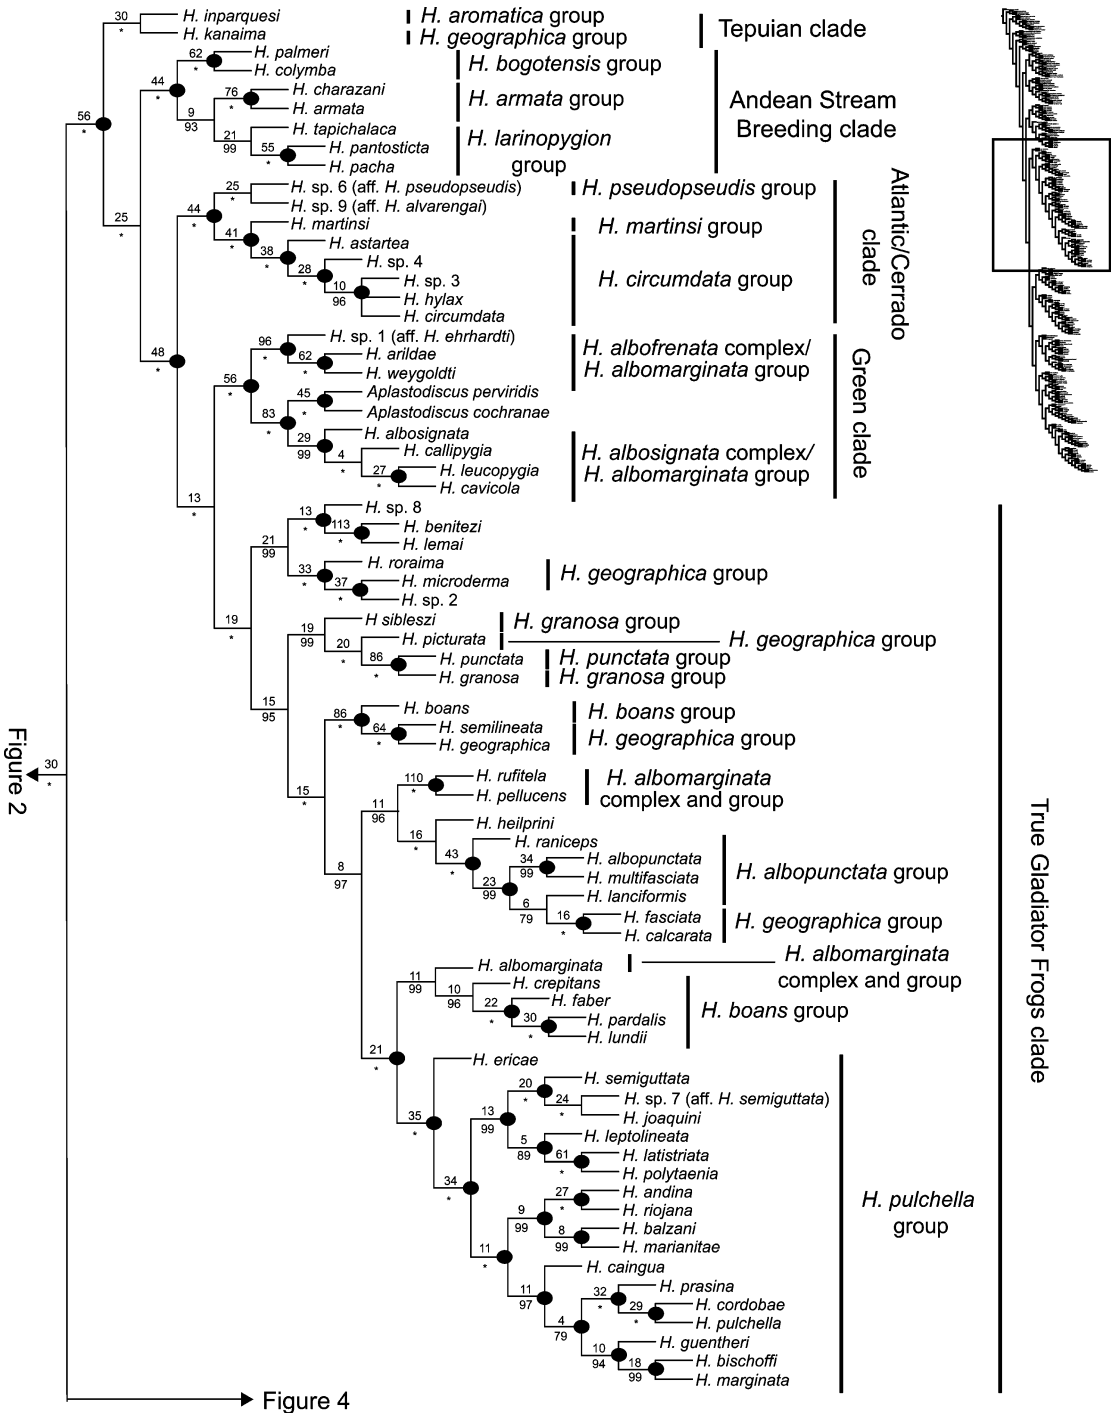 30
*
H. inparquesi
H. kanaima
H. aromatica group
H. geographica group
Tepuian clade
56
*
44
*
62
*
H. palmeri
H. colymba
H. bogotensis group
9
93
76
*
H. charazani
H. armata
H. armata group
21
99
H. tapichalaca
55
*
H. pantosticta
H. pacha
H. larinopygion
group
Andean Stream
Breeding clade
25
*
44
*
25
*
H. sp. 6 (aff. H. pseudopseudis)
H. sp. 9 (aff. H. alvarengai)
H. pseudopseudis group
41
*
H. martinsi
H. martinsi group
38
*
H. astartea
28
*
H. sp. 4
10
96
H. sp. 3
H. hylax
H. circumdata
H. circumdata group
Atlantic/Cerrado
clade
48
*
56
*
96
*
H. sp. 1 (aff. H. ehrhardti)
62
*
H. arildae
H. weygoldti
H. albofrenata complex/
H. albomarginata group
83
*
45
*
Aplastodiscus perviridis
Aplastodiscus cochranae
29
99
H. albosignata
4
*
H. callipygia
27
*
H. leucopygia
H. cavicola
H. albosignata complex/
H. albomarginata group
Green clade
13
*
21
99
13
*
H. sp. 8
113
*
H. benitezi
H. lemai
33
*
H. roraima
37
*
H. microderma
H. sp. 2
H. geographica group
19
*
19
99
H sibleszi
H. granosa group
20
*
H. picturata
H. geographica group
86
*
H. punctata
H. granosa
H. punctata group
H. granosa group
15
95
86
*
H. boans
H. boans group
64
*
H. semilineata
H. geographica
H. geographica group
Figure 2
30
*
15
*
11
96
110
*
H. rufitela
H. pellucens
H. albomarginata
complex and group
16
*
H. heilprini
43
*
H. raniceps
23
99
34
99
H. albopunctata
H. multifasciata
6
79
H. lanciformis
H. albopunctata group
16
*
H. fasciata
H. calcarata
H. geographica group
8
97
11
99
H. albomarginata
H. albomarginata
complex and group
10
96
H. crepitans
22
*
H. faber
30
*
H. pardalis
H. lundii
H. boans group
True Gladiator Frogs clade
21
*
35
*
H. ericae
34
*
13
99
20
*
H. semiguttata
24
*
H. sp. 7 (aff. H. semiguttata)
H. joaquini
5
89
H. leptolineata
61
*
H. latistriata
H. polytaenia
11
*
9
99
27
*
H. andina
H. riojana
8
99
H. balzani
H. marianitae
H. pulchella
group
11
97
H. caingua
4
79
32
*
H. prasina
29
*
H. cordobae
H. pulchella
10
94
H. guentheri
18
99
H. bischoffi
H. marginata
Figure 4